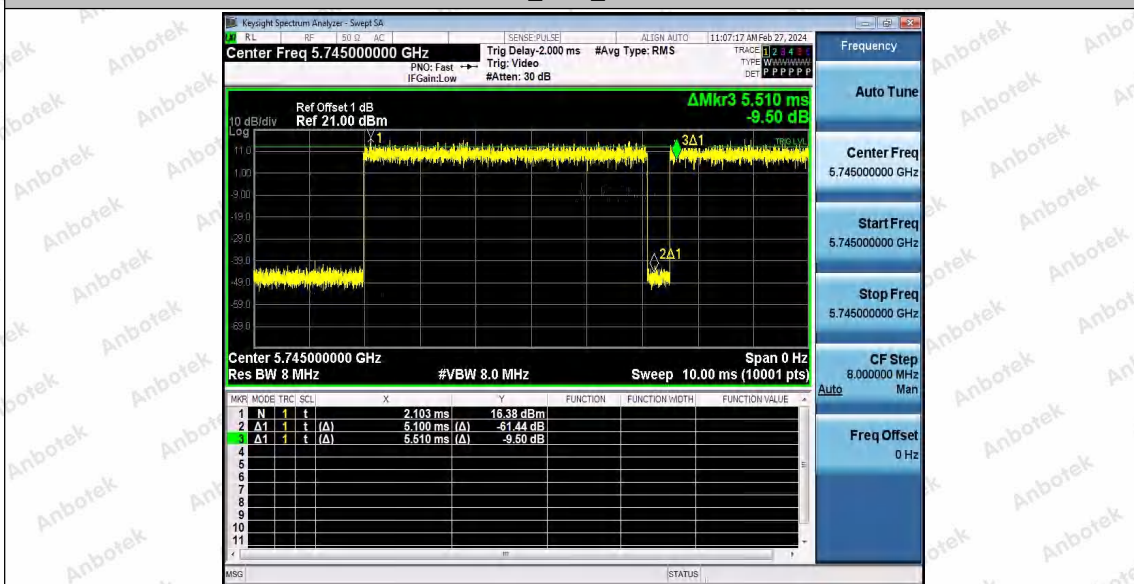 Keysight Spectrum Analyzer - Swept SA
RL RF 50 Ω AC SENSE:PULSE ALIGN AUTO 11:07:17 AM Feb 27, 2024
Center Freq 5.745000000 GHz
PNO: Fast
IFGain:Low
Trig Delay-2.000 ms
Trig: Video
#Atten: 30 dB
#Avg Type: RMS
TRACE 1 2 3 4 5 6
TYPE WWWWWW
DET P P P P P P
Ref Offset 1 dB
Ref 21.00 dBm
10 dB/div
Log
ΔMkr3 5.510 ms
-9.50 dB
11.0
1.00
-9.00
-19.0
-29.0
-39.0
-49.0
-59.0
-69.0
1
3Δ1
TRIG LVL
2Δ1
Center 5.745000000 GHz Span 0 Hz
Res BW 8 MHz #VBW 8.0 MHz Sweep 10.00 ms (10001 pts)
MKR MODE TRC SCL X Y FUNCTION FUNCTION WIDTH FUNCTION VALUE
1 N 1 t 2.103 ms 16.38 dBm
2 Δ1 1 t (Δ) 5.100 ms (Δ) -61.44 dB
3 Δ1 1 t (Δ) 5.510 ms (Δ) -9.50 dB
4
5
6
7
8
9
10
11
MSG STATUS
Frequency
Auto Tune
Center Freq
5.745000000 GHz
Start Freq
5.745000000 GHz
Stop Freq
5.745000000 GHz
CF Step
8.000000 MHz
Auto Man
Freq Offset
0 Hz
Anbotek